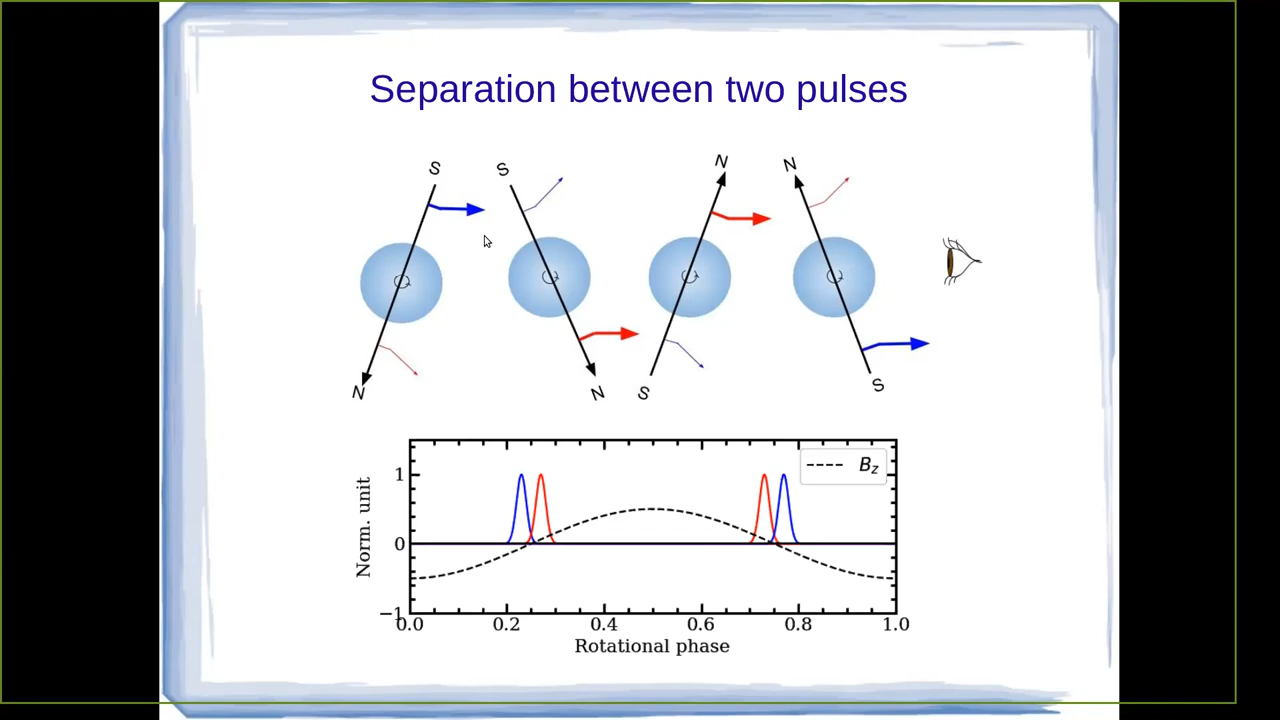 Separation between two pulses
S S N N
N N S S
1
0
−1
Norm. unit
B_z
0.0 0.2 0.4 0.6 0.8 1.0
Rotational phase